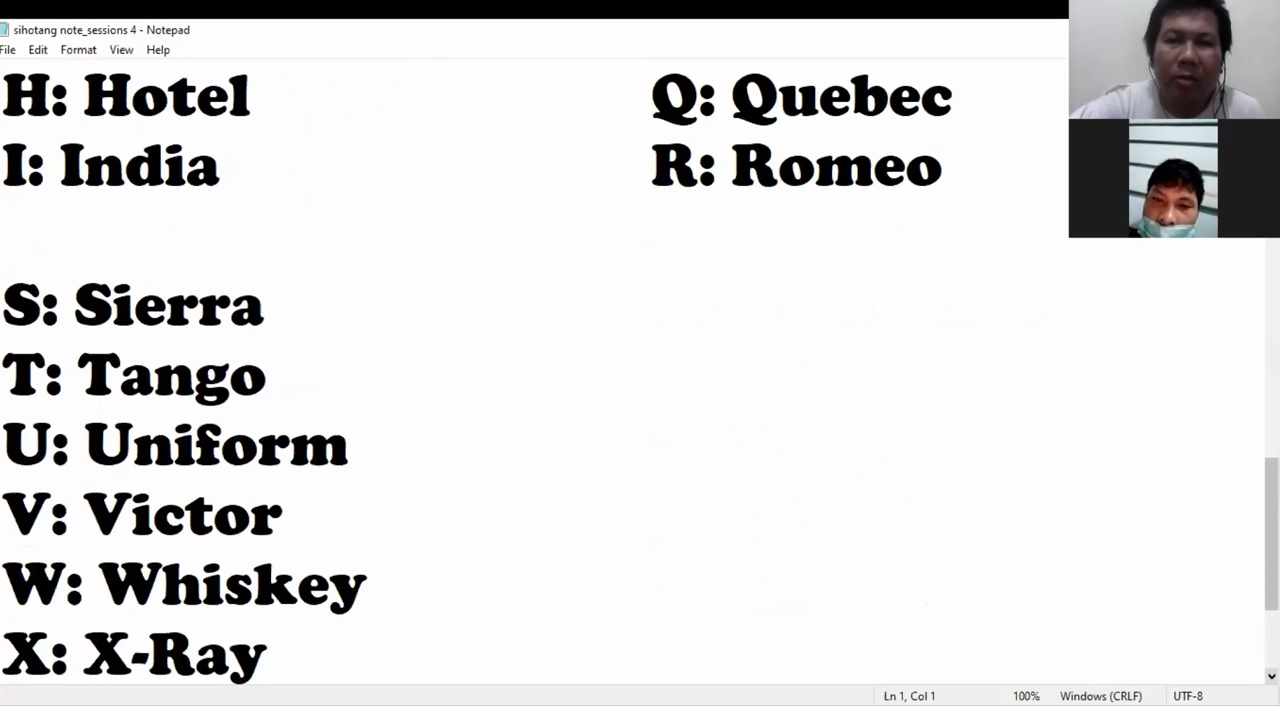 sihotang note_sessions 4 - Notepad
File Edit Format View Help
H: Hotel Q: Quebec
I: India R: Romeo
S: Sierra
T: Tango
U: Uniform
V: Victor
W: Whiskey
X: X-Ray
Ln 1, Col 1 100% Windows (CRLF) UTF-8